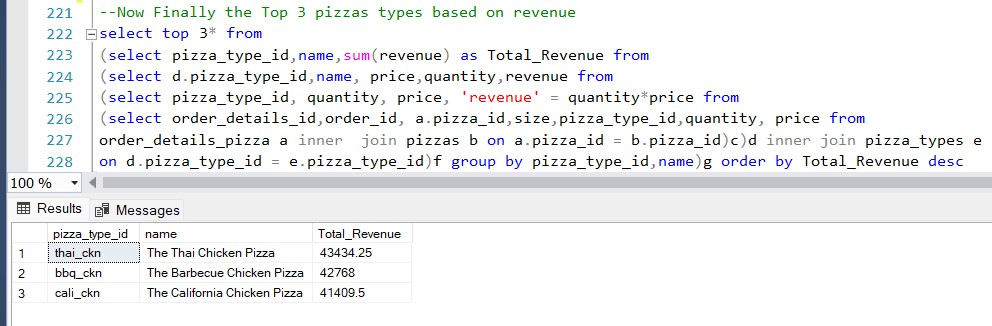 221 --Now Finally the Top 3 pizzas types based on revenue
222 select top 3* from
223 (select pizza_type_id,name,sum(revenue) as Total_Revenue from
224 (select d.pizza_type_id,name, price,quantity,revenue from
225 (select pizza_type_id, quantity, price, 'revenue' = quantity*price from
226 (select order_details_id,order_id, a.pizza_id,size,pizza_type_id,quantity, price from
227 order_details_pizza a inner  join pizzas b on a.pizza_id = b.pizza_id)c)d inner join pizza_types e
228 on d.pizza_type_id = e.pizza_type_id)f group by pizza_type_id,name)g order by Total_Revenue desc
100 %
Results Messages
pizza_type_id name Total_Revenue
1 thai_ckn The Thai Chicken Pizza 43434.25
2 bbq_ckn The Barbecue Chicken Pizza 42768
3 cali_ckn The California Chicken Pizza 41409.5